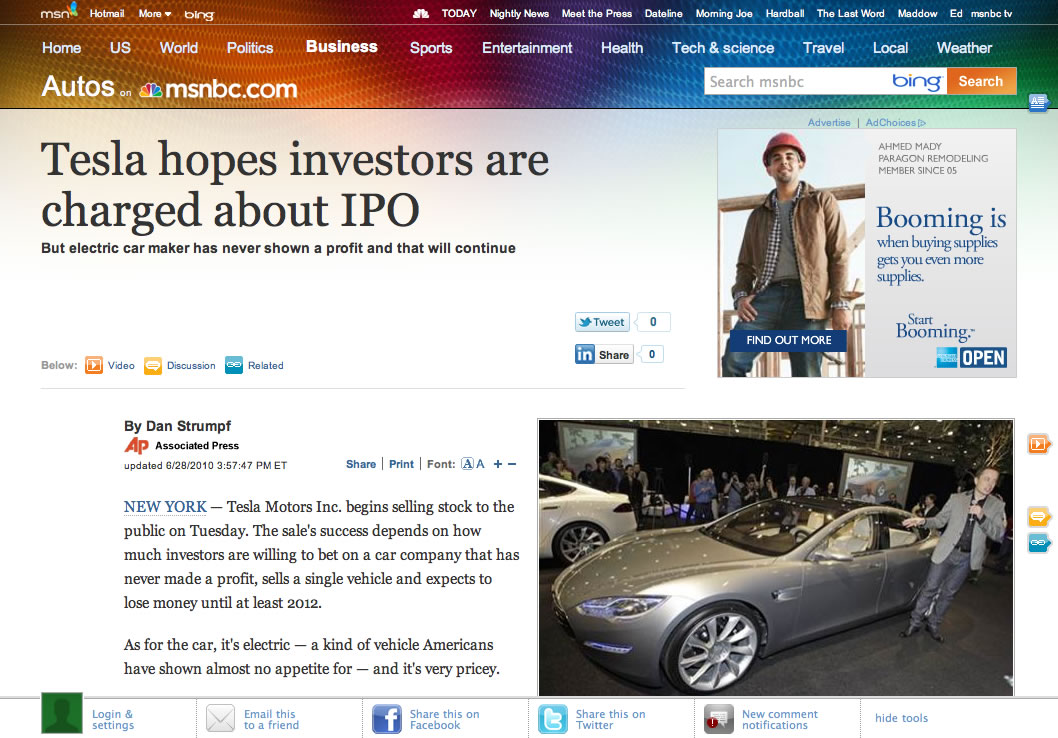 msn Hotmail More bing TODAY Nightly News Meet the Press Dateline Morning Joe Hardball The Last Word Maddow Ed msnbc tv
Home US World Politics Business Sports Entertainment Health Tech & science Travel Local Weather
Autos on msnbc.com
Search msnbc bing Search
Advertise | AdChoices
Tesla hopes investors are
charged about IPO
But electric car maker has never shown a profit and that will continue
AHMED MADY
PARAGON REMODELING
MEMBER SINCE 05
Booming is
when buying supplies
gets you even more
supplies.
Start
Booming.™
FIND OUT MORE
OPEN
Tweet 0
in Share 0
Below: Video Discussion Related
By Dan Strumpf
AP Associated Press
updated 6/28/2010 3:57:47 PM ET
Share | Print | Font: A A + −
NEW YORK — Tesla Motors Inc. begins selling stock to the
public on Tuesday. The sale's success depends on how
much investors are willing to bet on a car company that has
never made a profit, sells a single vehicle and expects to
lose money until at least 2012.
As for the car, it's electric — a kind of vehicle Americans
have shown almost no appetite for — and it's very pricey.
Login &
settings
Email this
to a friend
Share this on
Facebook
Share this on
Twitter
New comment
notifications
hide tools